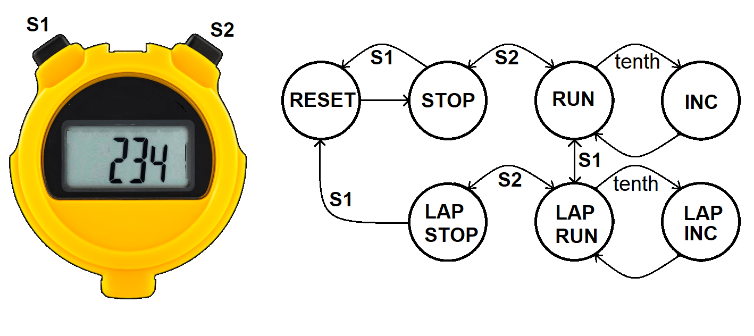 S1
S2
234
S1
S2
tenth
RESET
STOP
RUN
INC
S1
S1
S2
tenth
LAP
STOP
LAP
RUN
LAP
INC